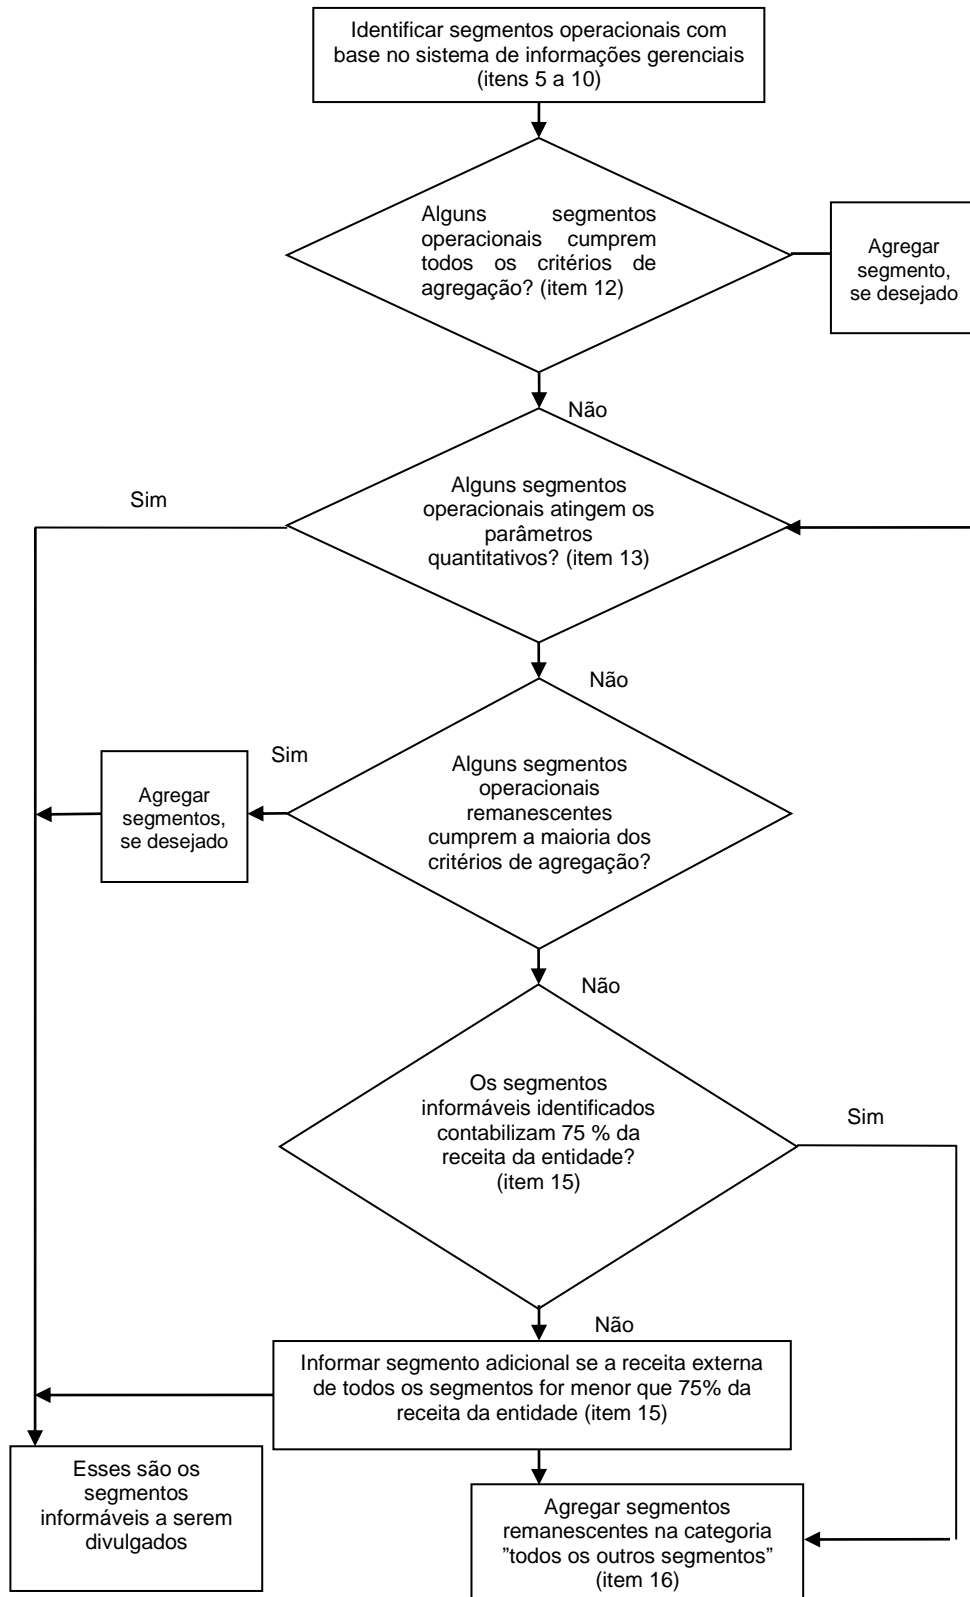 Identificar segmentos operacionais com
base no sistema de informações gerenciais
(itens 5 a 10)
Alguns segmentos
operacionais cumprem
todos os critérios de
agregação? (item 12)
Agregar
segmento,
se desejado
Não
Sim
Alguns segmentos
operacionais atingem os
parâmetros
quantitativos? (item 13)
Não
Sim
Agregar
segmentos,
se desejado
Alguns segmentos
operacionais
remanescentes
cumprem a maioria dos
critérios de agregação?
Não
Os segmentos
informáveis identificados
contabilizam 75 % da
receita da entidade?
(item 15)
Sim
Não
Informar segmento adicional se a receita externa
de todos os segmentos for menor que 75% da
receita da entidade (item 15)
Esses são os
segmentos
informáveis a serem
divulgados
Agregar segmentos
remanescentes na categoria
”todos os outros segmentos”
(item 16)